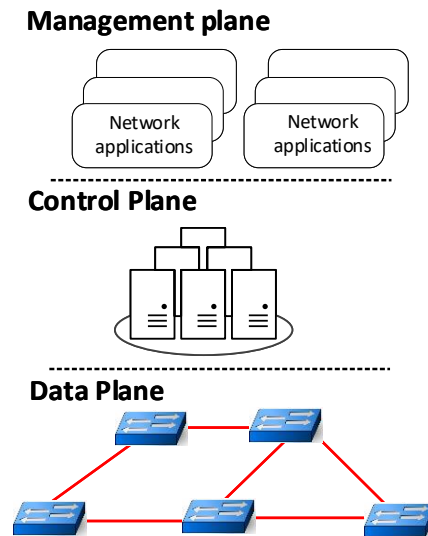 Management plane
Network
applications
Network
applications
Control Plane
Data Plane